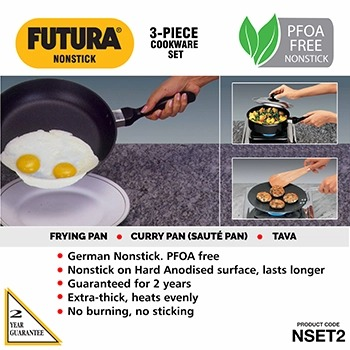 FUTURA®
NONSTICK
3-PIECE
COOKWARE
SET
PFOA
FREE
NONSTICK
FRYING PAN • CURRY PAN (SAUTÉ PAN) • TAVA
• German Nonstick. PFOA free
• Nonstick on Hard Anodised surface, lasts longer
• Guaranteed for 2 years
• Extra-thick, heats evenly
• No burning, no sticking
2
YEAR
GUARANTEE
PRODUCT CODE
NSET2